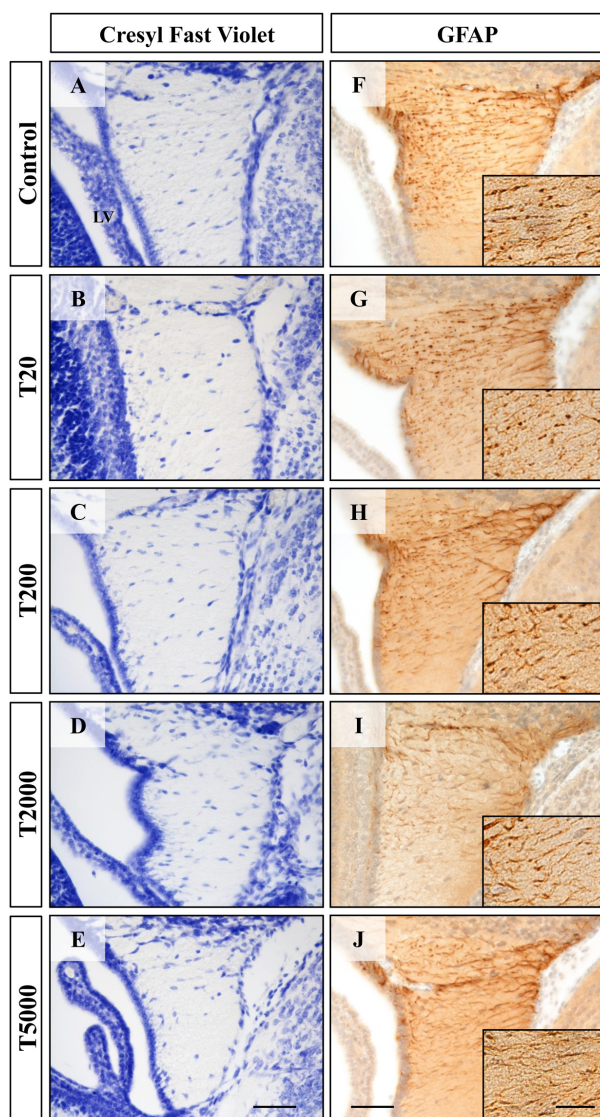 Cresyl Fast Violet GFAP
Control A LV F
T20 B G
T200 C H
T2000 D I
T5000 E J